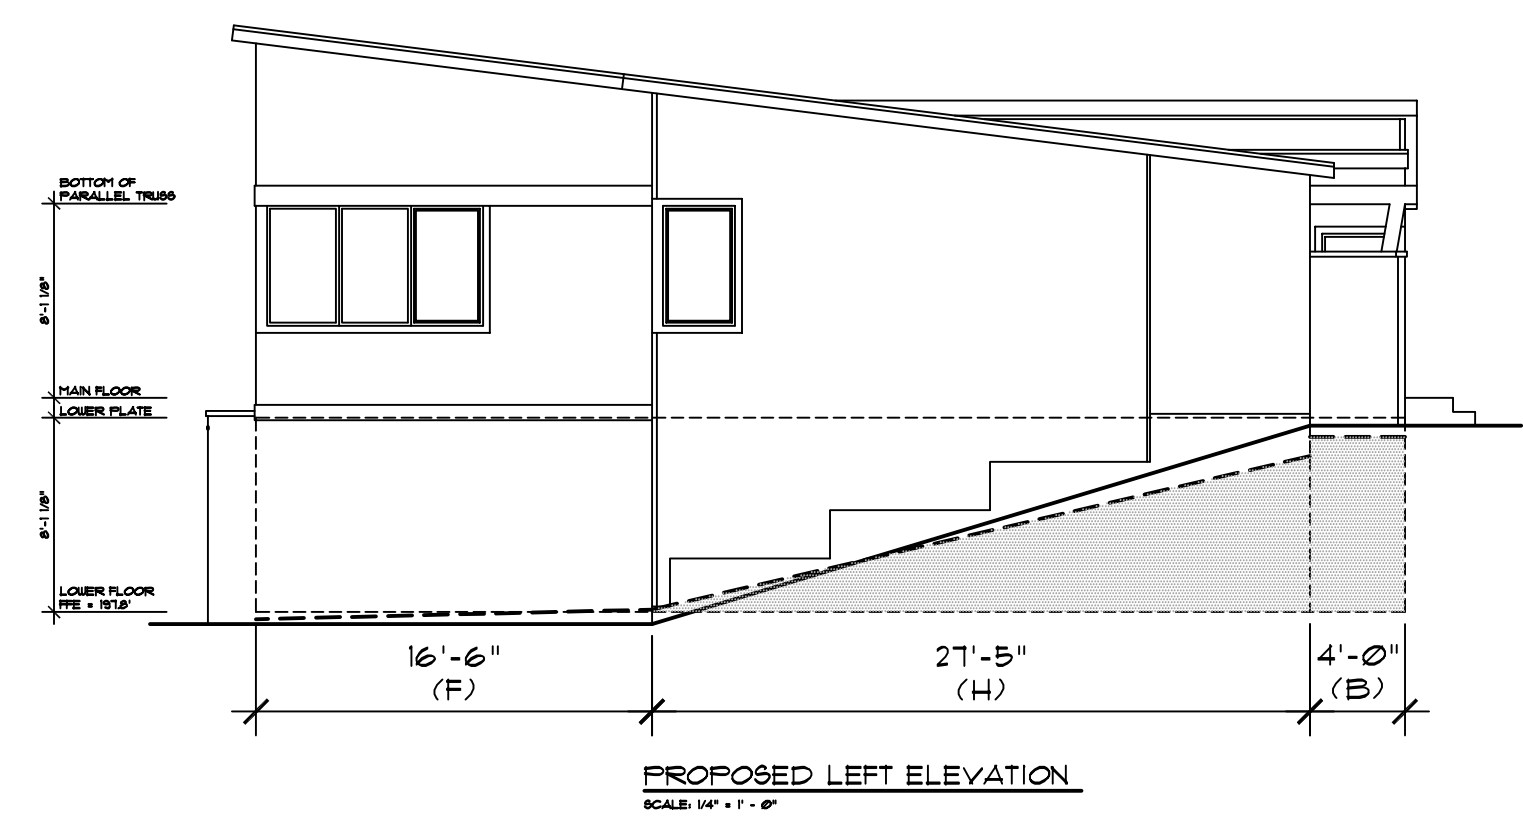 BOTTOM OF
PARALLEL TRUSS
8'-1 1/8"
MAIN FLOOR
LOWER PLATE
8'-1 1/8"
LOWER FLOOR
FFE = 197.8'
16'-6" 27'-5" 4'-0"
(F) (H) (B)
PROPOSED LEFT ELEVATION
SCALE: 1/4" = 1' - 0"